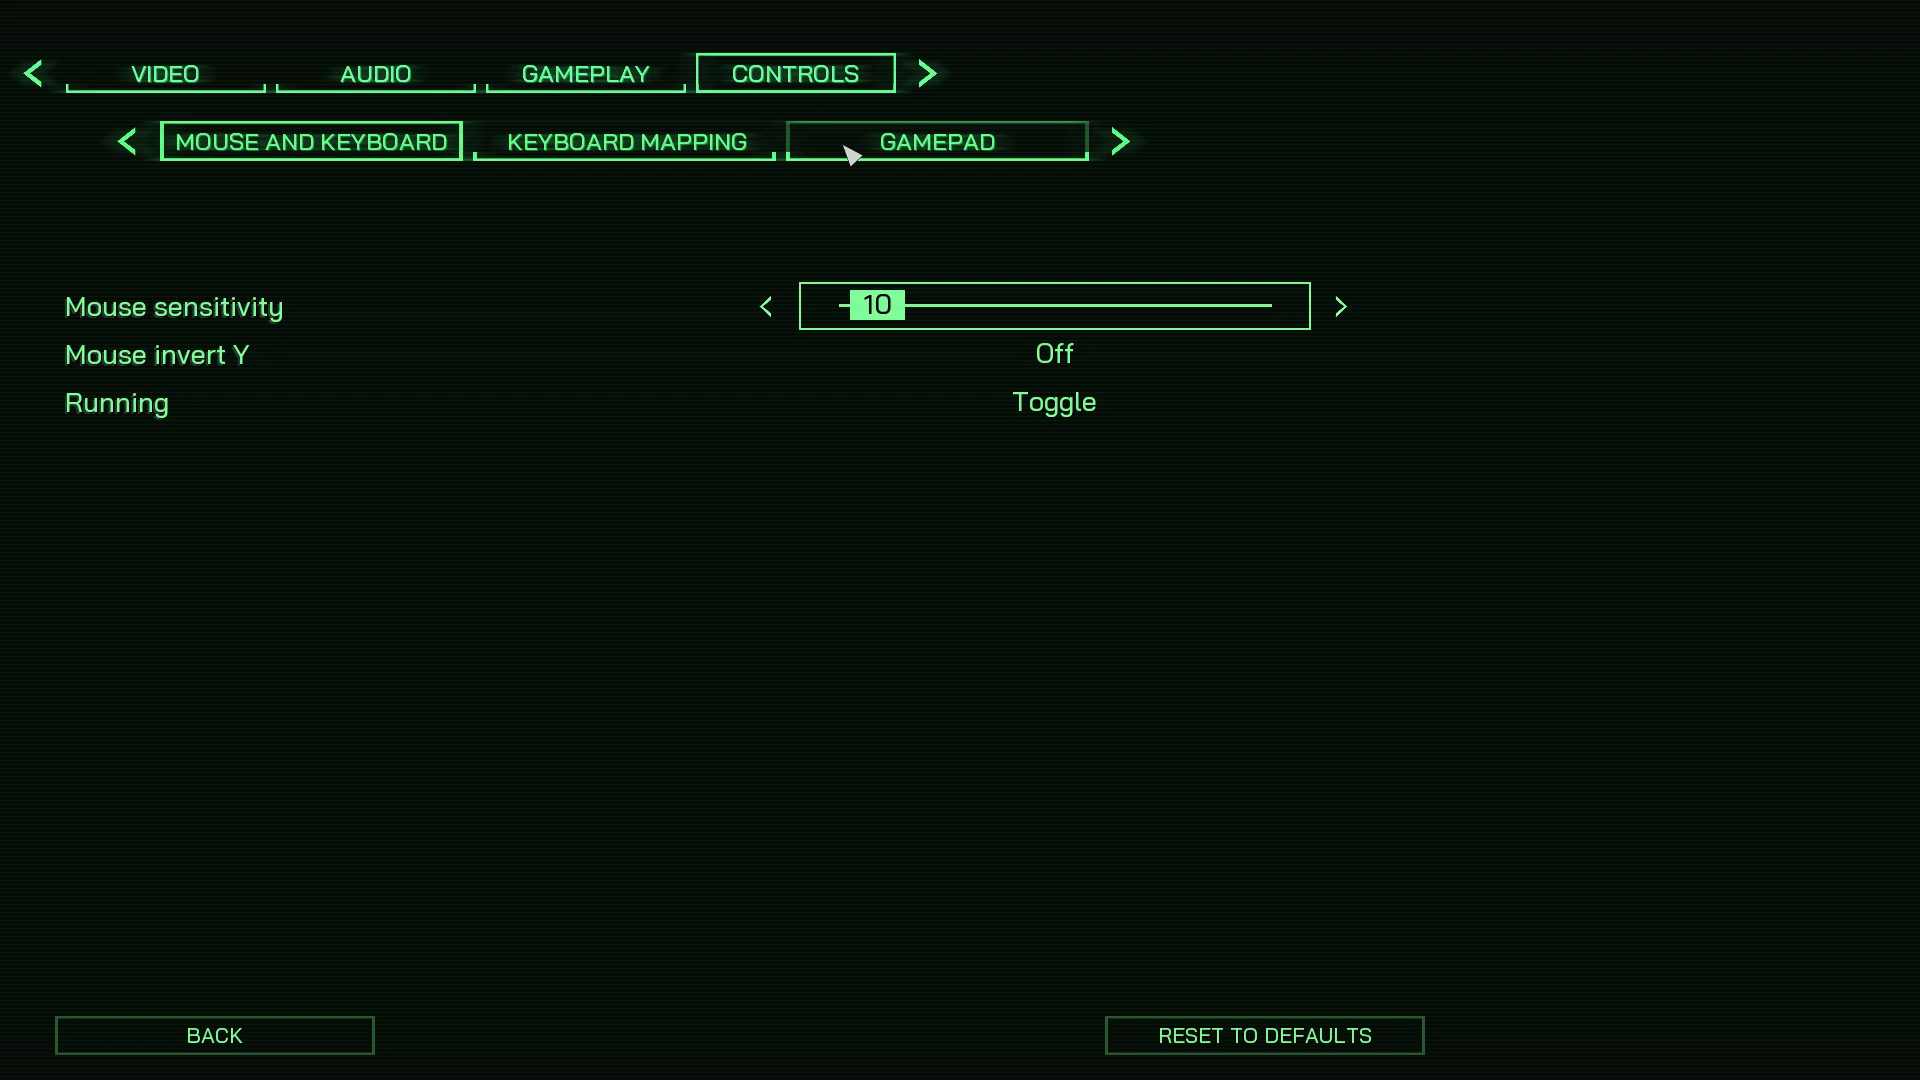 VIDEO AUDIO GAMEPLAY CONTROLS
MOUSE AND KEYBOARD KEYBOARD MAPPING GAMEPAD
Mouse sensitivity 10
Mouse invert Y Off
Running Toggle
BACK RESET TO DEFAULTS